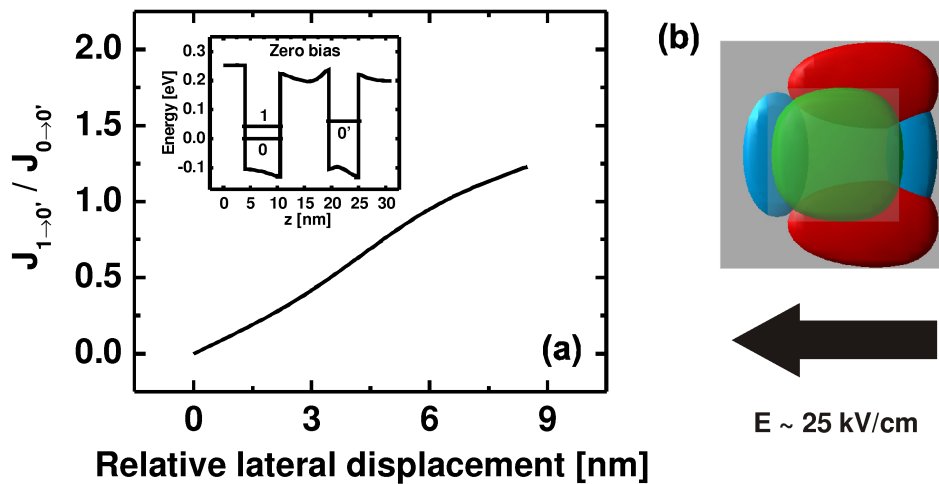 2.0
1.5
1.0
0.5
0.0
J1→0' / J0→0'
Zero bias
0.3
0.2
0.1
0.0
-0.1
Energy [eV]
1
0
0'
0 5 10 15 20 25 30
z [nm]
(a)
0 3 6 9
Relative lateral displacement [nm]
(b)
E ~ 25 kV/cm